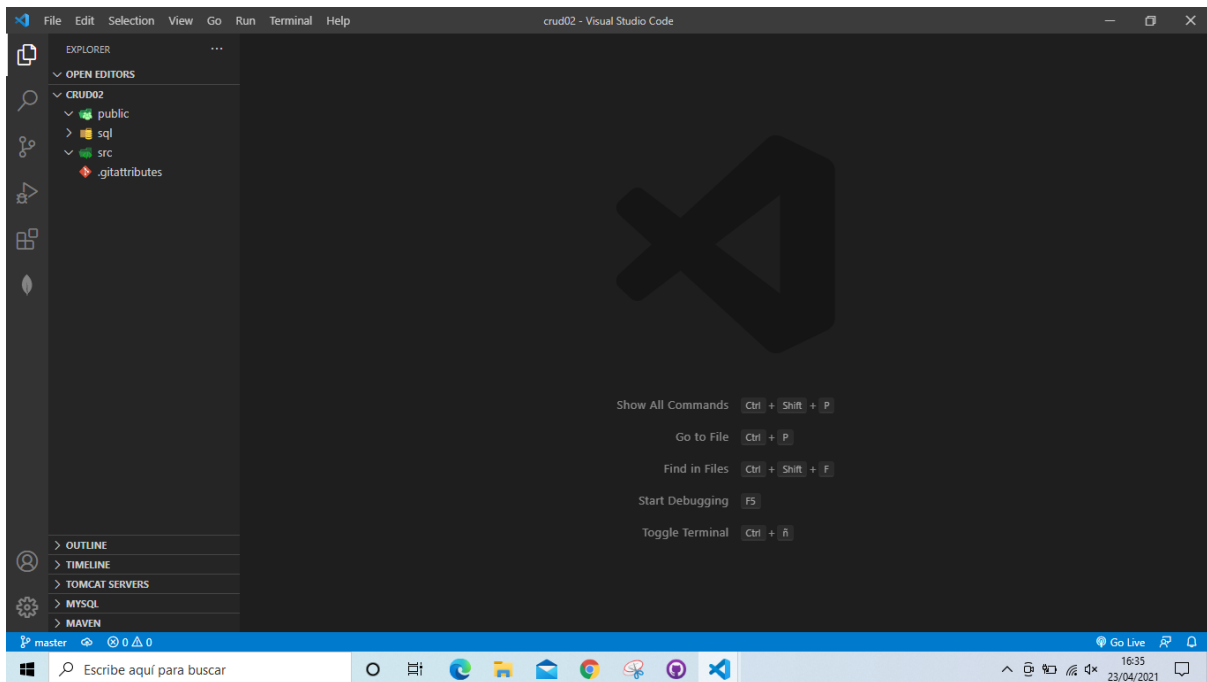 File Edit Selection View Go Run Terminal Help
crud02 - Visual Studio Code
EXPLORER
OPEN EDITORS
CRUD02
public
sql
src
.gitattributes
Show All Commands Ctrl + Shift + P
Go to File Ctrl + P
Find in Files Ctrl + Shift + F
Start Debugging F5
Toggle Terminal Ctrl + ñ
OUTLINE
TIMELINE
TOMCAT SERVERS
MYSQL
MAVEN
master 0 0
Go Live
Escribe aquí para buscar
16:35
23/04/2021